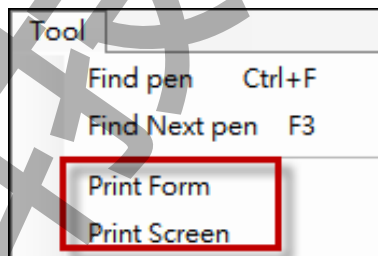 Tool
Find pen Ctrl+F
Find Next pen F3
Print Form
Print Screen